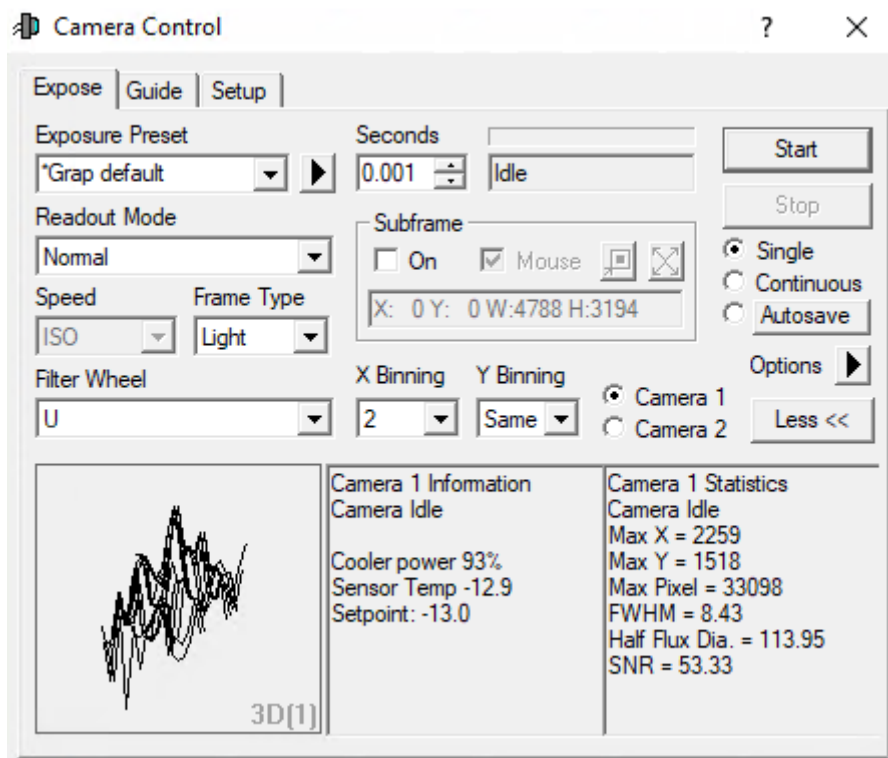 Camera Control ?
Expose Guide Setup
Exposure Preset
*Grap default
Seconds
0.001
Idle
Start
Stop
Readout Mode
Normal
Subframe
On Mouse
X: 0 Y: 0 W:4788 H:3194
Single
Continuous
Autosave
Speed Frame Type
ISO Light
Filter Wheel
U
X Binning Y Binning
2 Same
Camera 1
Camera 2
Options
Less <<
3D(1)
Camera 1 Information
Camera Idle
Cooler power 93%
Sensor Temp -12.9
Setpoint: -13.0
Camera 1 Statistics
Camera Idle
Max X = 2259
Max Y = 1518
Max Pixel = 33098
FWHM = 8.43
Half Flux Dia. = 113.95
SNR = 53.33